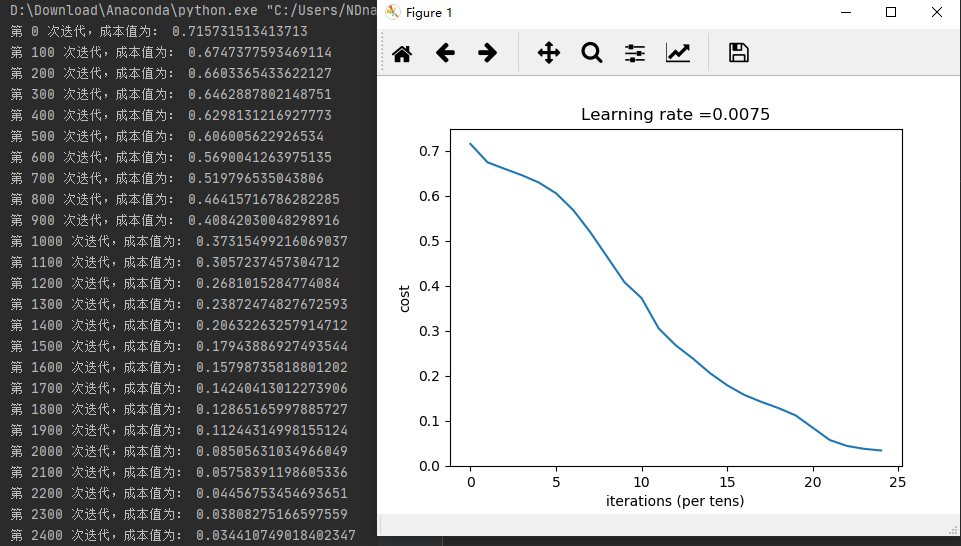 D:\Download\Anaconda\python.exe "C:/Users/NDna
第 0 次迭代，成本值为： 0.715731513413713
第 100 次迭代，成本值为： 0.6747377593469114
第 200 次迭代，成本值为： 0.6603365433622127
第 300 次迭代，成本值为： 0.6462887802148751
第 400 次迭代，成本值为： 0.6298131216927773
第 500 次迭代，成本值为： 0.606005622926534
第 600 次迭代，成本值为： 0.5690041263975135
第 700 次迭代，成本值为： 0.519796535043806
第 800 次迭代，成本值为： 0.46415716786282285
第 900 次迭代，成本值为： 0.40842030048298916
第 1000 次迭代，成本值为： 0.37315499216069037
第 1100 次迭代，成本值为： 0.3057237457304712
第 1200 次迭代，成本值为： 0.2681015284774084
第 1300 次迭代，成本值为： 0.23872474827672593
第 1400 次迭代，成本值为： 0.20632263257914712
第 1500 次迭代，成本值为： 0.17943886927493544
第 1600 次迭代，成本值为： 0.15798735818801202
第 1700 次迭代，成本值为： 0.14240413012273906
第 1800 次迭代，成本值为： 0.12865165997885727
第 1900 次迭代，成本值为： 0.11244314998155124
第 2000 次迭代，成本值为： 0.08505631034966049
第 2100 次迭代，成本值为： 0.05758391198605336
第 2200 次迭代，成本值为： 0.04456753454693651
第 2300 次迭代，成本值为： 0.03808275166597559
第 2400 次迭代，成本值为： 0.034410749018402347
Figure 1
Learning rate =0.0075
0.7
0.6
0.5
0.4
0.3
0.2
0.1
0.0
cost
0
5
10
15
20
25
iterations (per tens)